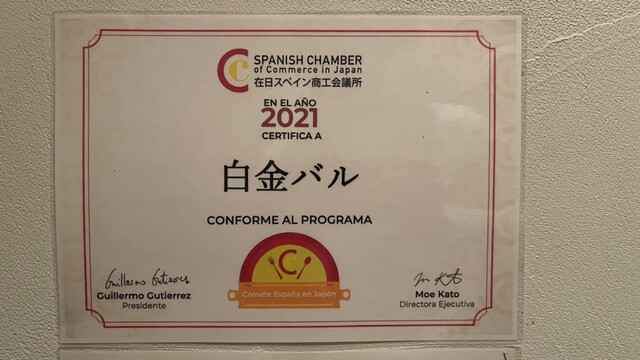 SPANISH CHAMBER
of Commerce in Japan
在日スペイン商工会議所
EN EL AÑO
2021
CERTIFICA A
白金バル
CONFORME AL PROGRAMA
C
Cómete España en Japón
Guillermo Gutierrez
Guillermo Gutierrez
Presidente
Moe Kato
Directora Ejecutiva